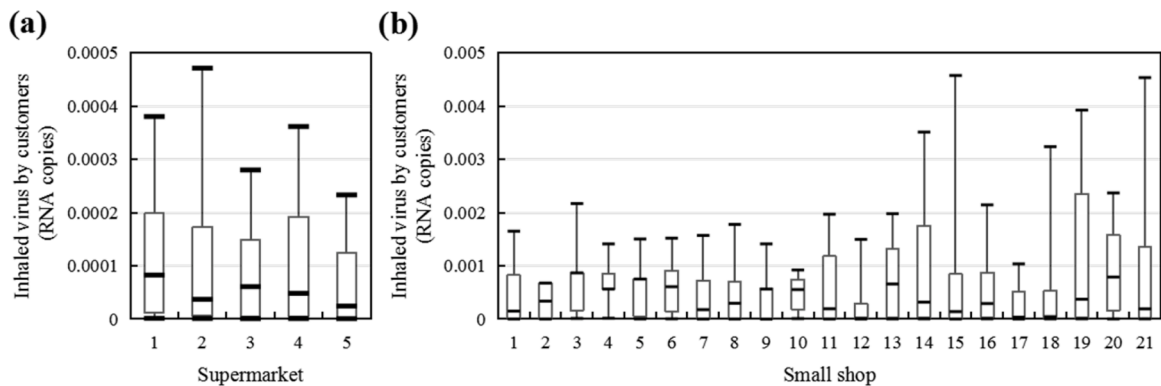 (a)
Inhaled virus by customers
(RNA copies)
0.0005
0.0004
0.0003
0.0002
0.0001
0
1 2 3 4 5
Supermarket
(b)
Inhaled virus by customers
(RNA copies)
0.005
0.004
0.003
0.002
0.001
0
1 2 3 4 5 6 7 8 9 10 11 12 13 14 15 16 17 18 19 20 21
Small shop